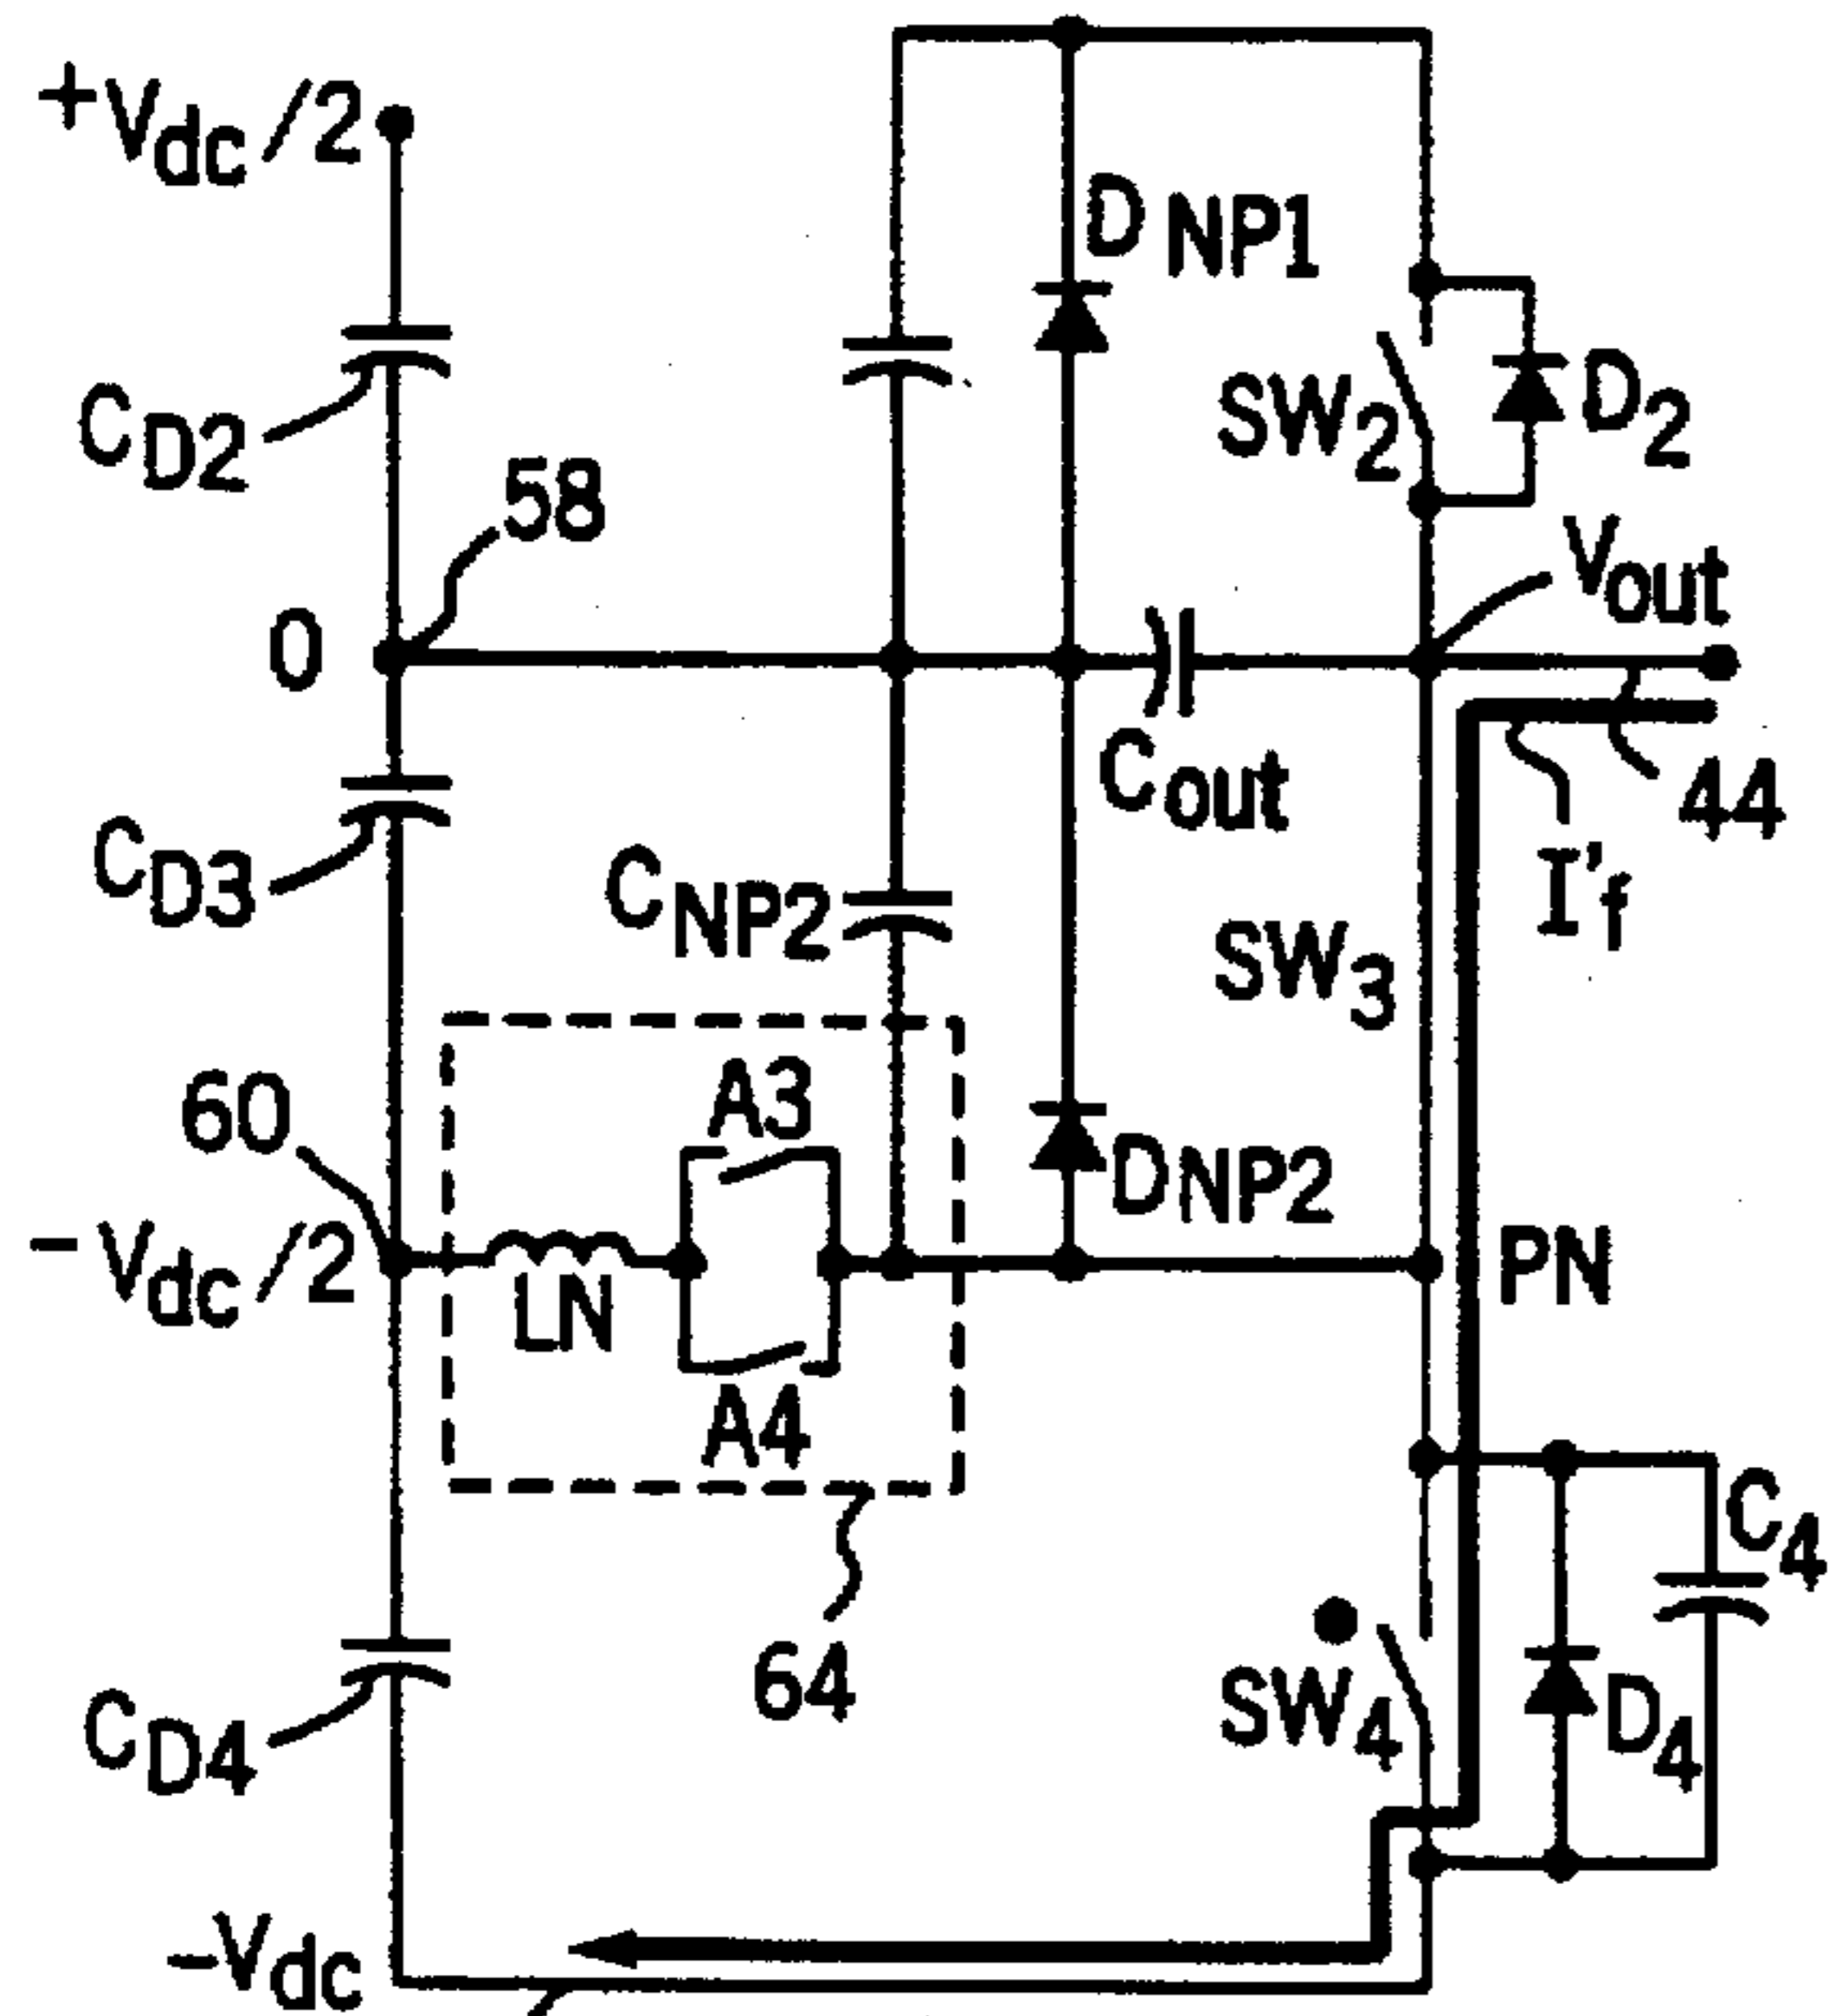 +Vdc/2
DNP1
CD2
SW2
D2
58
Vout
O
Cout
44
CD3
CNP2
I'f
SW3
60
A3
DNP2
-Vdc/2
LN
PN
A4
C4
64
SW4
D4
CD4
-Vdc